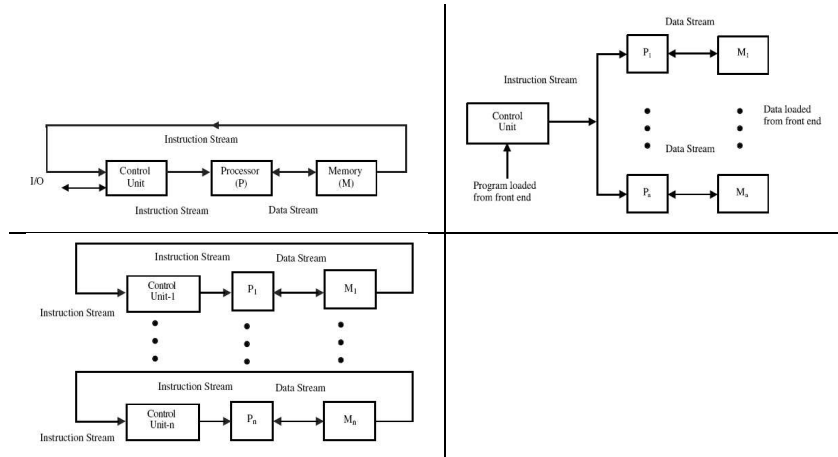 Instruction Stream
I/O
Control
Unit
Processor
(P)
Memory
(M)
Instruction Stream
Data Stream
Data Stream
P1
M1
Instruction Stream
Control
Unit
Data loaded
from front end
Data Stream
Program loaded
from front end
Pn
Mn
Instruction Stream
Data Stream
Control
Unit-1
P1
M1
Instruction Stream
Instruction Stream
Data Stream
Control
Unit-n
Pn
Mn
Instruction Stream